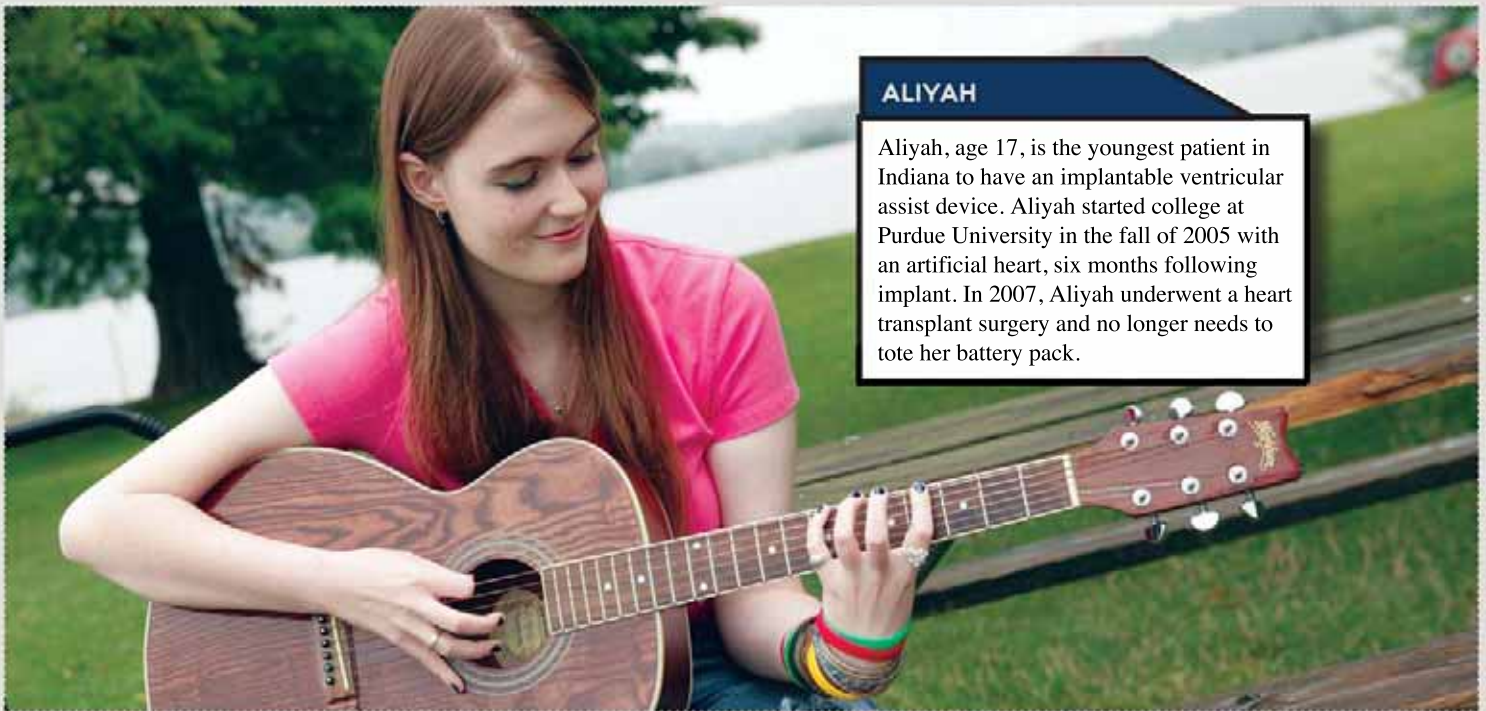 ALIYAH
Aliyah, age 17, is the youngest patient in
Indiana to have an implantable ventricular
assist device. Aliyah started college at
Purdue University in the fall of 2005 with
an artificial heart, six months following
implant. In 2007, Aliyah underwent a heart
transplant surgery and no longer needs to
tote her battery pack.